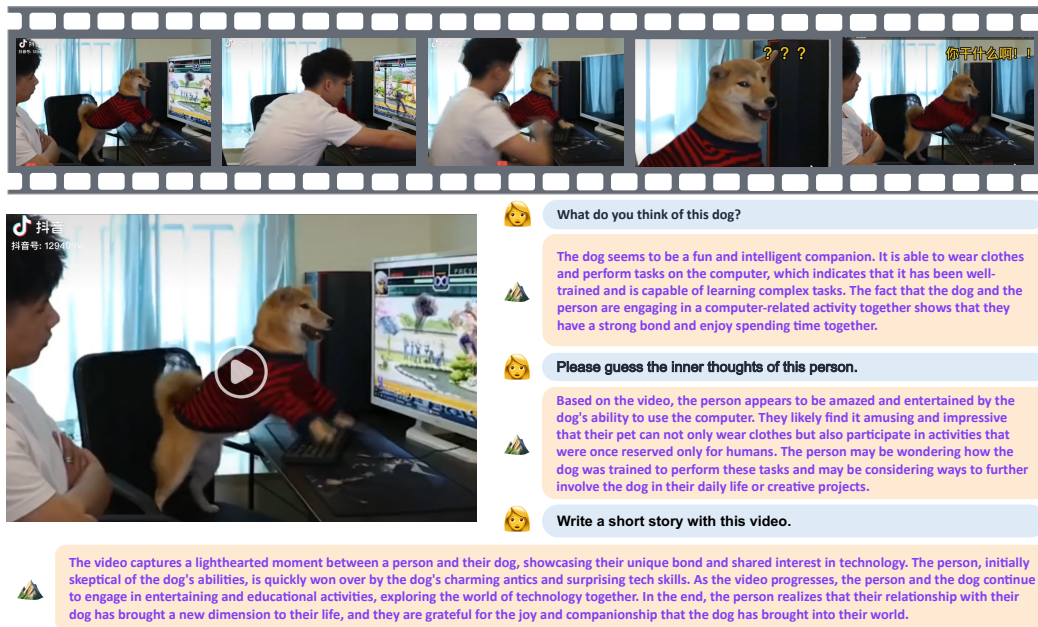 抖音
? ? ?
你干什么啊! !
抖音
抖音号: 129409
PRESS
What do you think of this dog?
The dog seems to be a fun and intelligent companion. It is able to wear clothes
and perform tasks on the computer, which indicates that it has been well-
trained and is capable of learning complex tasks. The fact that the dog and the
person are engaging in a computer-related activity together shows that they
have a strong bond and enjoy spending time together.
Please guess the inner thoughts of this person.
Based on the video, the person appears to be amazed and entertained by the
dog's ability to use the computer. They likely find it amusing and impressive
that their pet can not only wear clothes but also participate in activities that
were once reserved only for humans. The person may be wondering how the
dog was trained to perform these tasks and may be considering ways to further
involve the dog in their daily life or creative projects.
Write a short story with this video.
The video captures a lighthearted moment between a person and their dog, showcasing their unique bond and shared interest in technology. The person, initially
skeptical of the dog's abilities, is quickly won over by the dog's charming antics and surprising tech skills. As the video progresses, the person and the dog continue
to engage in entertaining and educational activities, exploring the world of technology together. In the end, the person realizes that their relationship with their
dog has brought a new dimension to their life, and they are grateful for the joy and companionship that the dog has brought into their world.